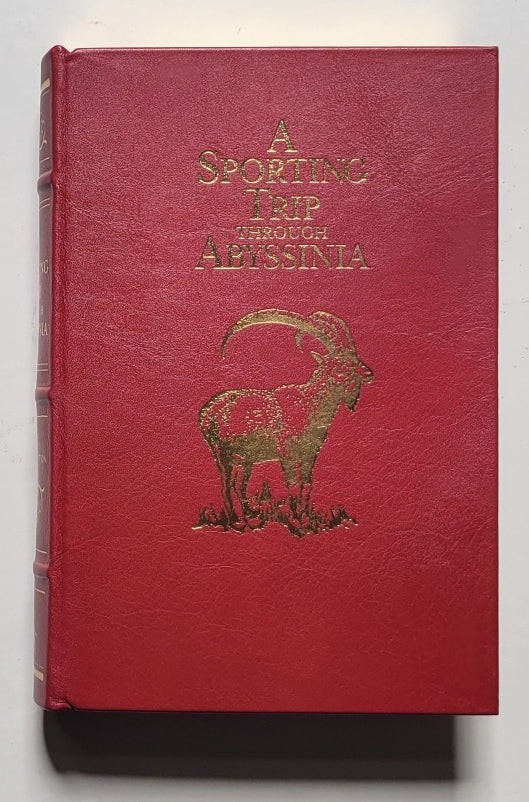 A
SPORTING
TRIP
THROUGH
ABYSSINIA